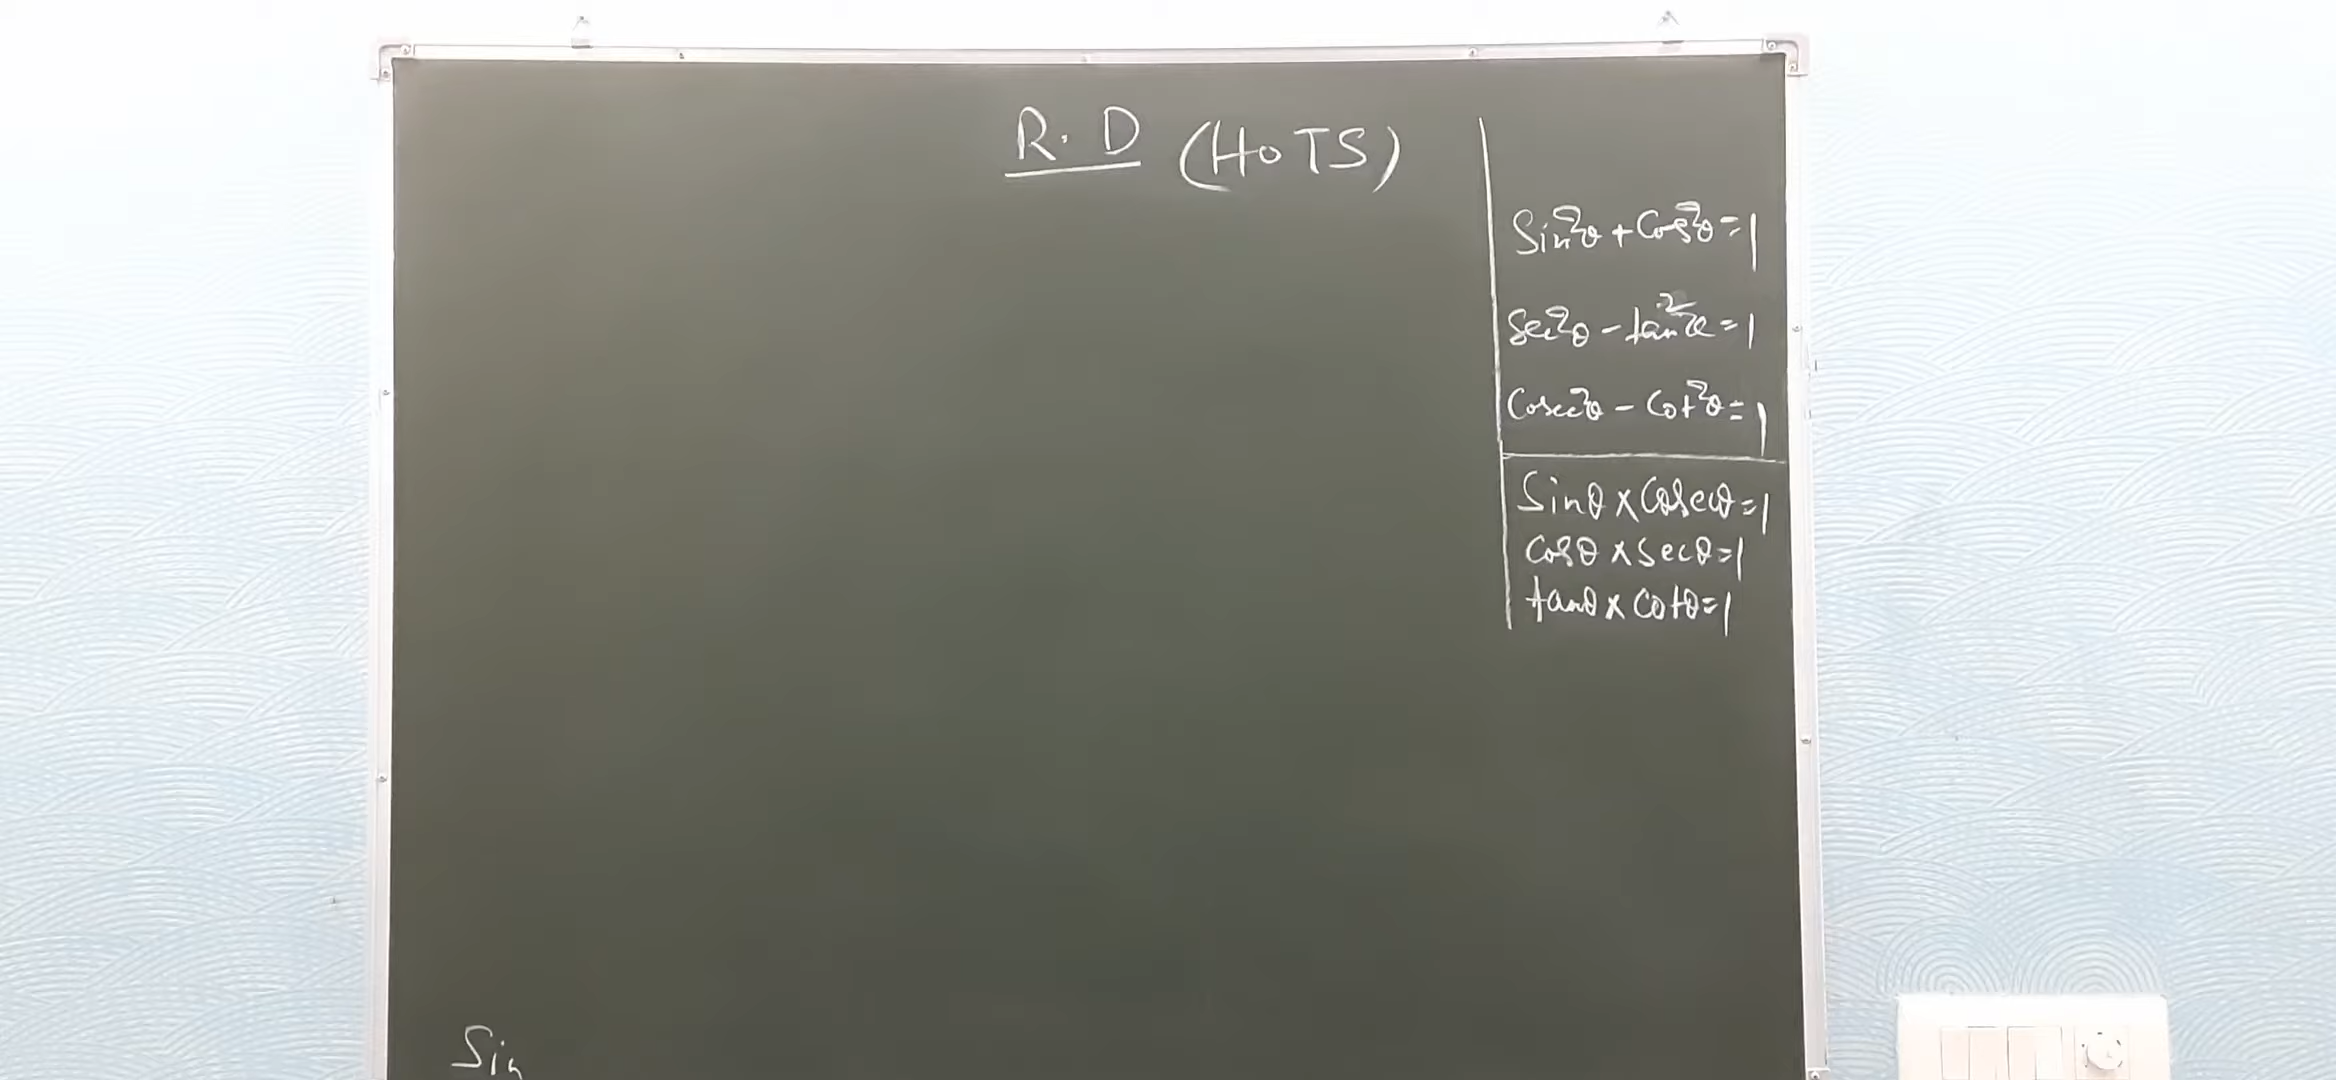 R.D (HOTS)
Sin²θ + Cos²θ = 1
Sec²θ - tan²θ = 1
Cosec²θ - Cot²θ = 1
Sinθ × Cosecθ = 1
Cosθ × Secθ = 1
tanθ × Cotθ = 1
Sin